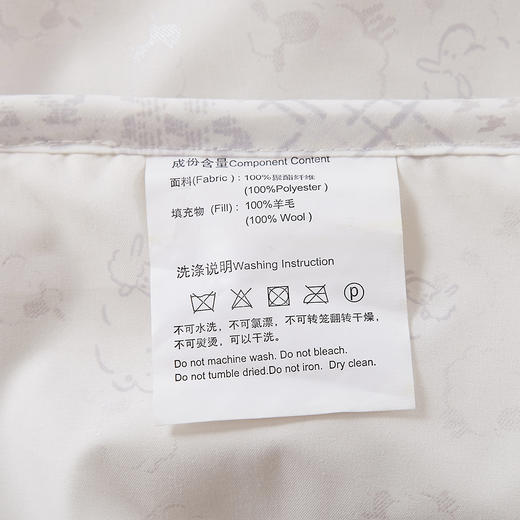 成份含量Component Content
面料(Fabric) : 100%聚酯纤维
(100%Polyester )
填充物 (Fill) : 100%羊毛
(100% Wool )
洗涤说明Washing Instruction
P
不可水洗，不可氯漂，不可转笼翻转干燥，
不可熨烫，可以干洗。
Do not machine wash. Do not bleach.
Do not tumble dried.Do not iron. Dry clean.